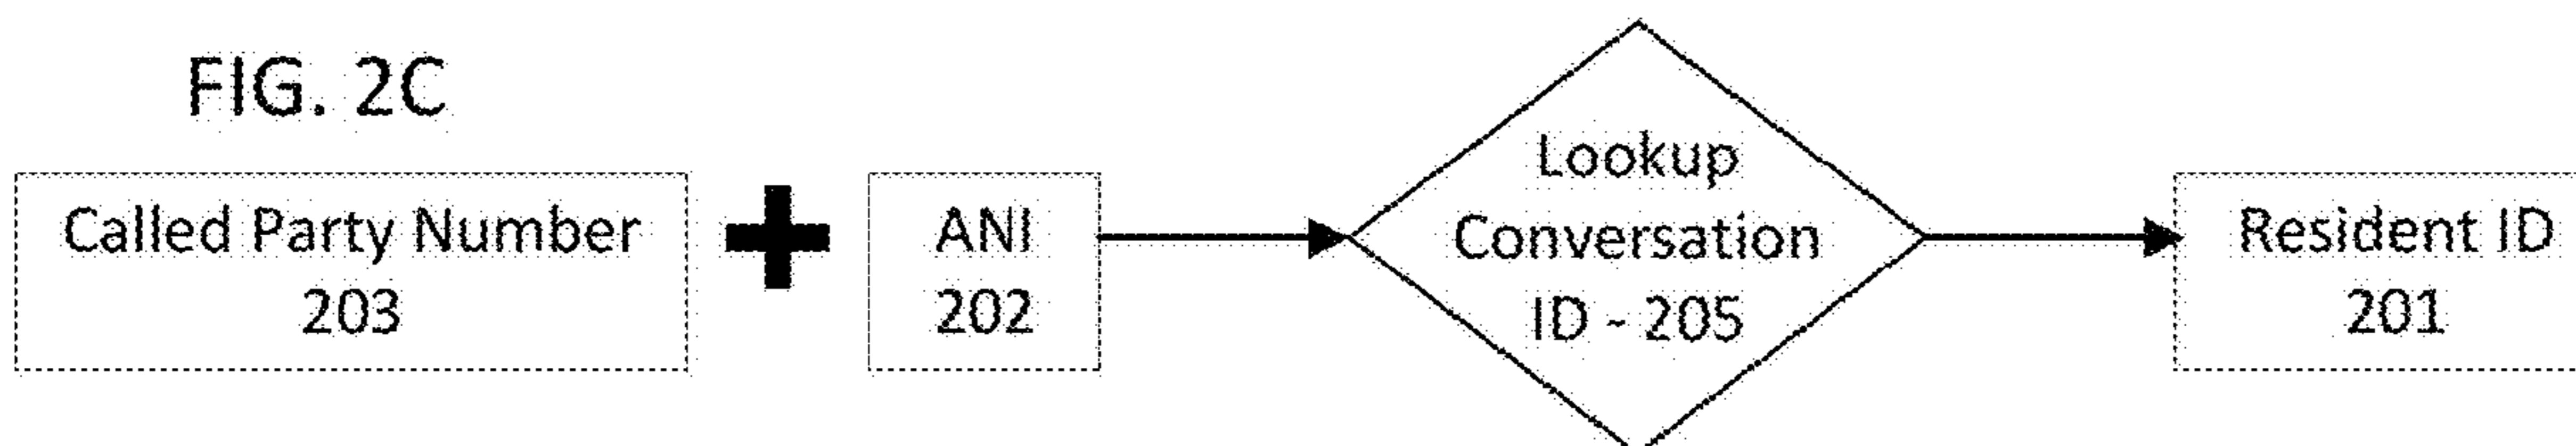 FIG. 2C
Called Party Number
203
ANI
202
Lookup
Conversation
ID - 205
Resident ID
201